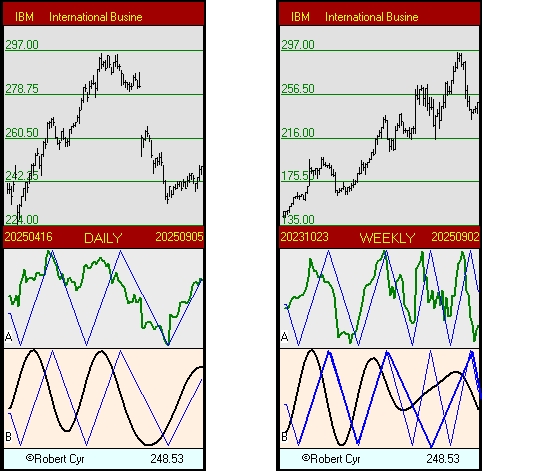 IBM International Busine
297.00
278.75
260.50
242.25
224.00
20250416 DAILY 20250905
A
B
©Robert Cyr 248.53
IBM International Busine
297.00
256.50
216.00
175.50
135.00
20231023 WEEKLY 20250902
A
B
©Robert Cyr 248.53